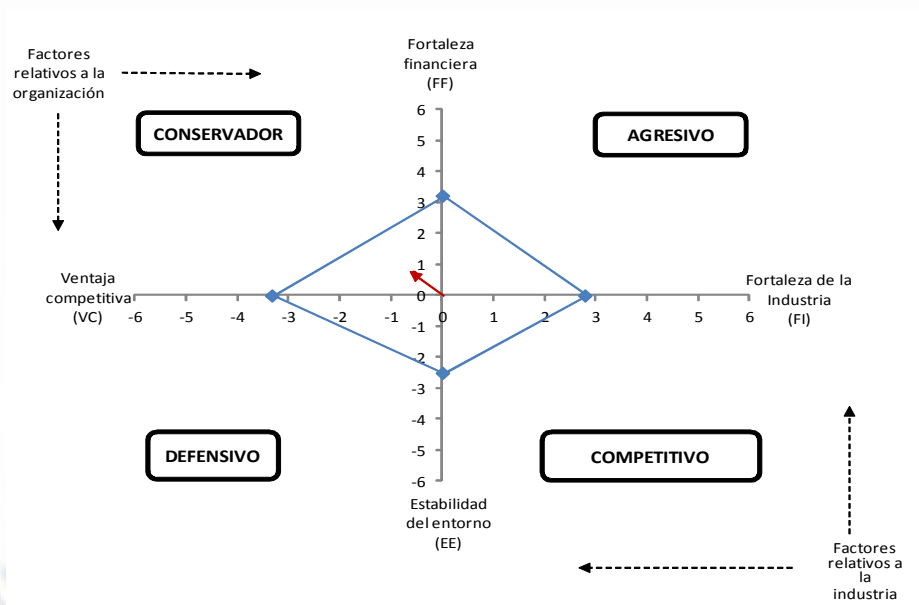 Factores
relativos a la
organización
Fortaleza
financiera
(FF)
CONSERVADOR
AGRESIVO
6
5
4
3
2
1
0
-1
-2
-3
-4
-5
-6
Ventaja
competitiva
(VC)
-6 -5 -4 -3 -2 -1 0 1 2 3 4 5 6
Fortaleza de la
Industria
(FI)
DEFENSIVO
COMPETITIVO
Estabilidad
del entorno
(EE)
Factores
relativos a
la
industria